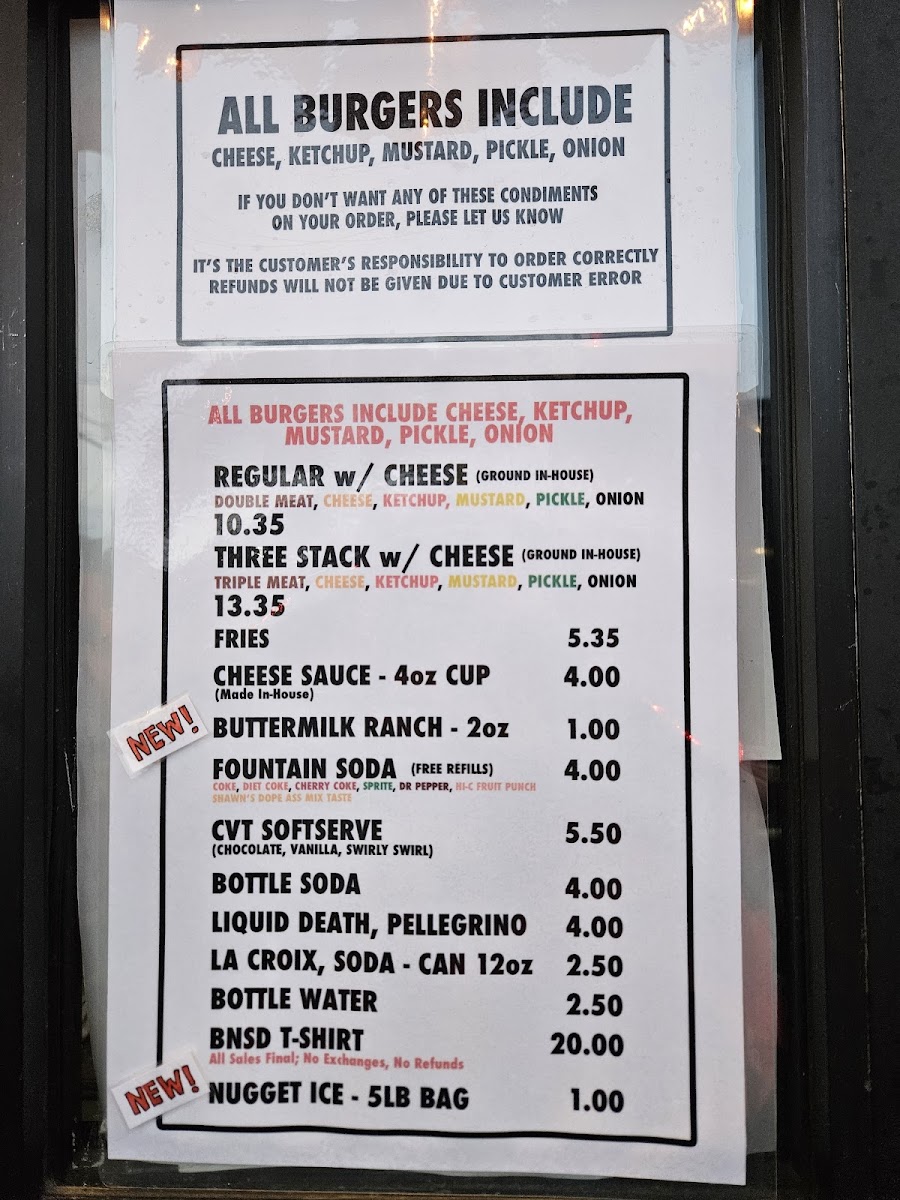 ALL BURGERS INCLUDE
CHEESE, KETCHUP, MUSTARD, PICKLE, ONION
IF YOU DON'T WANT ANY OF THESE CONDIMENTS
ON YOUR ORDER, PLEASE LET US KNOW
IT'S THE CUSTOMER'S RESPONSIBILITY TO ORDER CORRECTLY
REFUNDS WILL NOT BE GIVEN DUE TO CUSTOMER ERROR
ALL BURGERS INCLUDE CHEESE, KETCHUP,
MUSTARD, PICKLE, ONION
REGULAR w/ CHEESE (GROUND IN-HOUSE)
DOUBLE MEAT, CHEESE, KETCHUP, MUSTARD, PICKLE, ONION
10.35
THREE STACK w/ CHEESE (GROUND IN-HOUSE)
TRIPLE MEAT, CHEESE, KETCHUP, MUSTARD, PICKLE, ONION
13.35
FRIES 5.35
CHEESE SAUCE - 4oz CUP 4.00
(Made In-House)
NEW! BUTTERMILK RANCH - 2oz 1.00
FOUNTAIN SODA (FREE REFILLS) 4.00
COKE, DIET COKE, CHERRY COKE, SPRITE, DR PEPPER, HI-C FRUIT PUNCH
SHAWN'S DOPE ASS MIX TASTE
CVT SOFTSERVE 5.50
(CHOCOLATE, VANILLA, SWIRLY SWIRL)
BOTTLE SODA 4.00
LIQUID DEATH, PELLEGRINO 4.00
LA CROIX, SODA - CAN 12oz 2.50
BOTTLE WATER 2.50
BNSD T-SHIRT 20.00
All Sales Final; No Exchanges, No Refunds
NEW! NUGGET ICE - 5LB BAG 1.00